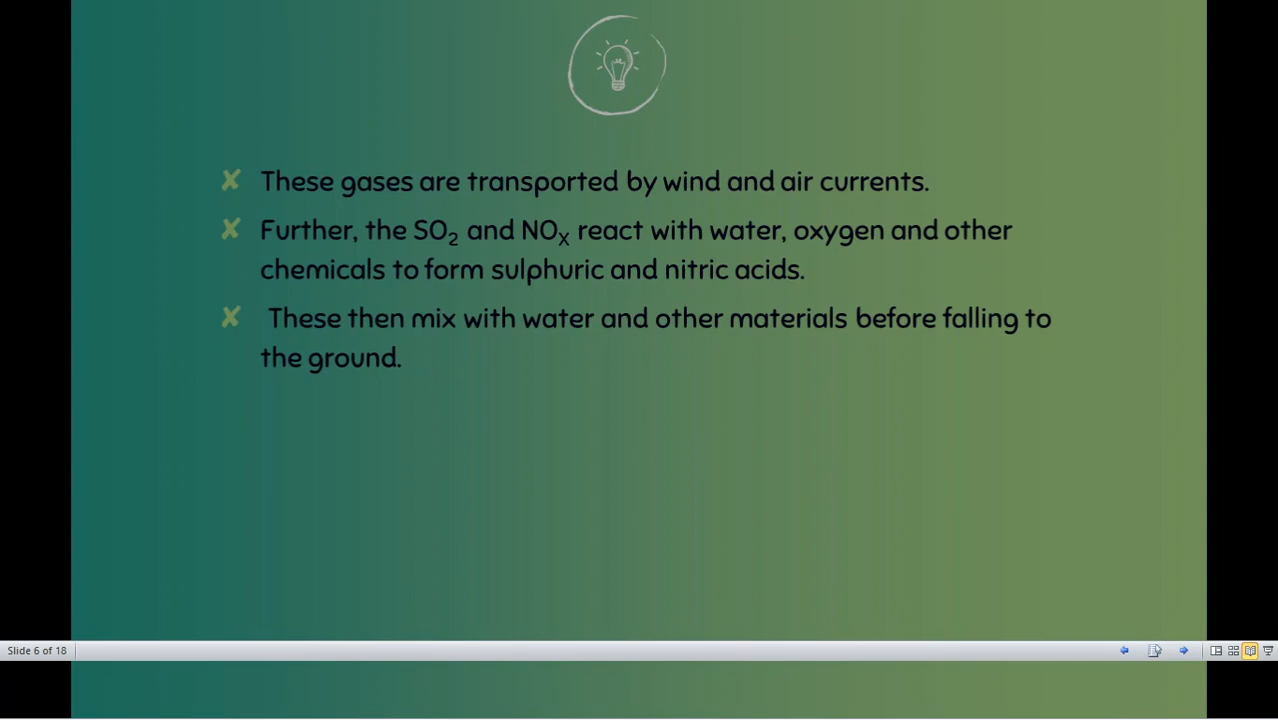 ✘ These gases are transported by wind and air currents.
✘ Further, the SO₂ and NOₓ react with water, oxygen and other
chemicals to form sulphuric and nitric acids.
✘ These then mix with water and other materials before falling to
the ground.
Slide 6 of 18